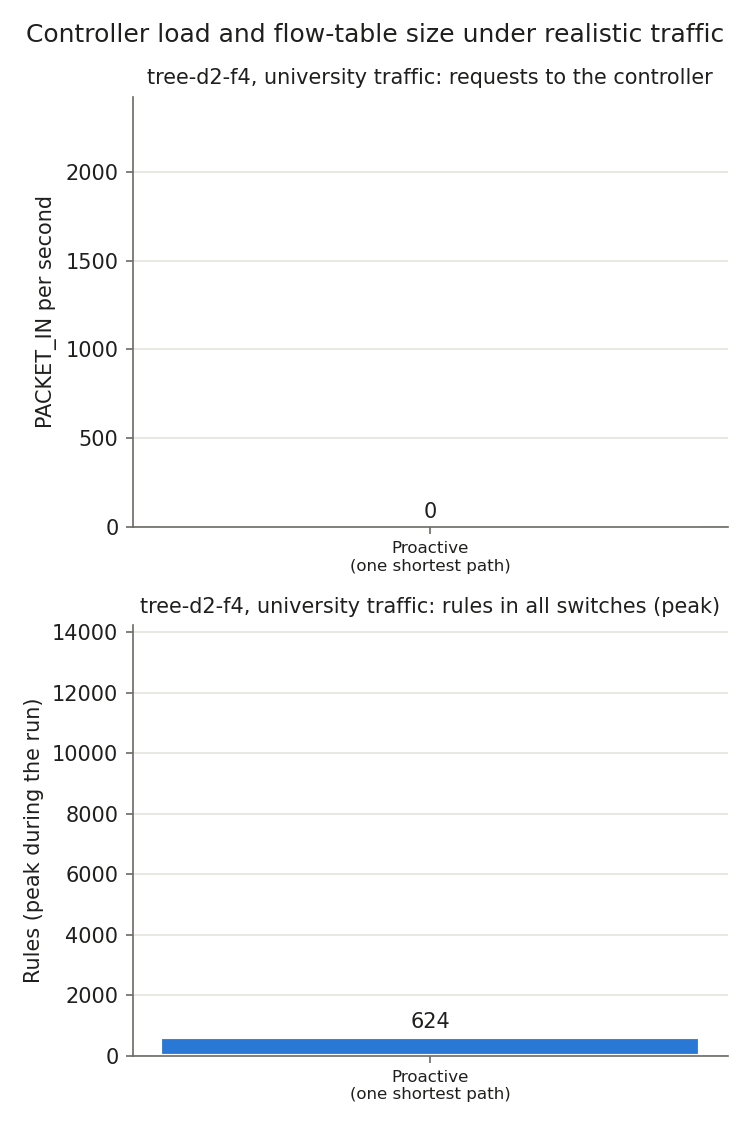 Controller load and flow-table size under realistic traffic
tree-d2-f4, university traffic: requests to the controller
PACKET_IN per second
2000
1500
1000
500
0
0
Proactive
(one shortest path)
tree-d2-f4, university traffic: rules in all switches (peak)
Rules (peak during the run)
14000
12000
10000
8000
6000
4000
2000
0
624
Proactive
(one shortest path)